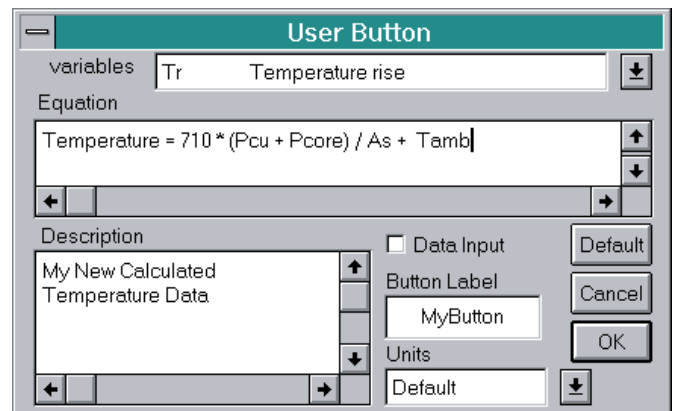 User Button
variables
Tr Temperature rise
Equation
Temperature = 710 * (Pcu + Pcore) / As + Tamb
Description
My New Calculated
Temperature Data
Data Input
Button Label
MyButton
Units
Default
Default
Cancel
OK